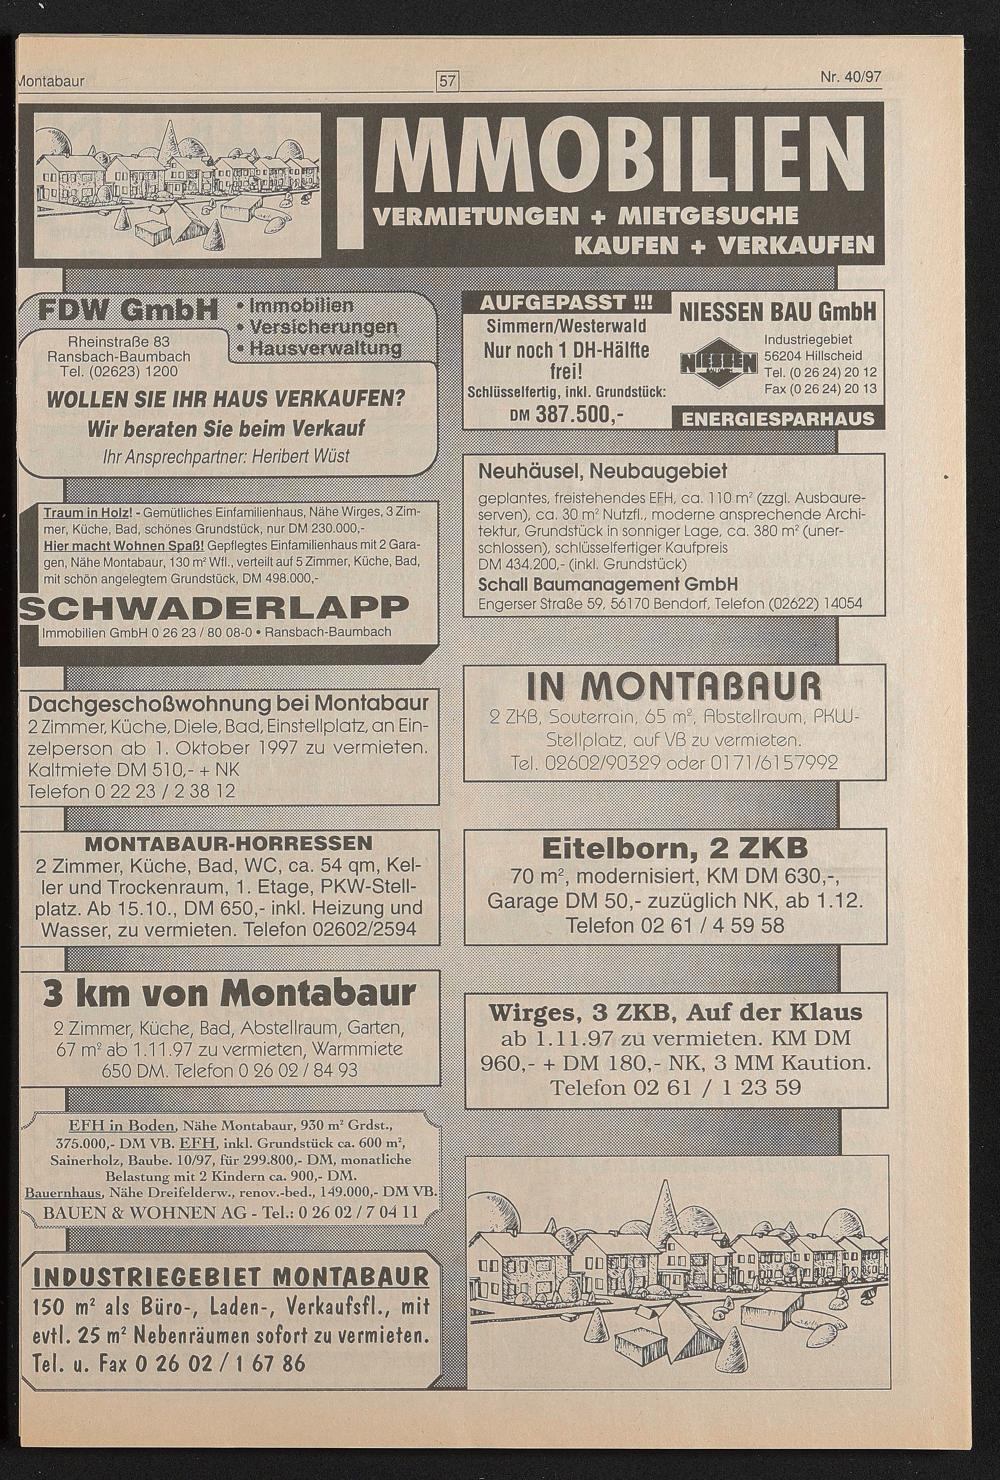 Montabaur
57
Nr. 40/97
IMMOBILIEN
VERMIETUNGEN + MIETGESUCHE
KAUFEN + VERKAUFEN
FDW GmbH
• Immobilien
• Versicherungen
• Hausverwaltung
Rheinstraße 83
Ransbach-Baumbach
Tel. (02623) 1200
WOLLEN SIE IHR HAUS VERKAUFEN?
Wir beraten Sie beim Verkauf
Ihr Ansprechpartner: Heribert Wüst
Traum in Holz! - Gemütliches Einfamilienhaus, Nähe Wirges, 3 Zim-
mer, Küche, Bad, schönes Grundstück, nur DM 230.000,-
Hier macht Wohnen Spaß! Gepflegtes Einfamilienhaus mit 2 Gara-
gen, Nähe Montabaur, 130 m² Wfl., verteilt auf 5 Zimmer, Küche, Bad,
mit schön angelegtem Grundstück, DM 498.000,-
SCHWADERLAPP
Immobilien GmbH 0 26 23 / 80 08-0 • Ransbach-Baumbach
Dachgeschoßwohnung bei Montabaur
2 Zimmer, Küche, Diele, Bad, Einstellplatz, an Ein-
zelperson ab 1. Oktober 1997 zu vermieten.
Kaltmiete DM 510,- + NK
Telefon 0 22 23 / 2 38 12
MONTABAUR-HORRESSEN
2 Zimmer, Küche, Bad, WC, ca. 54 qm, Kel-
ler und Trockenraum, 1. Etage, PKW-Stell-
platz. Ab 15.10., DM 650,- inkl. Heizung und
Wasser, zu vermieten. Telefon 02602/2594
3 km von Montabaur
2 Zimmer, Küche, Bad, Abstellraum, Garten,
67 m² ab 1.11.97 zu vermieten, Warmmiete
650 DM. Telefon 0 26 02 / 84 93
EFH in Boden, Nähe Montabaur, 930 m² Grdst.,
375.000,- DM VB. EFH, inkl. Grundstück ca. 600 m²,
Sainerholz, Baube. 10/97, für 299.800,- DM, monatliche
Belastung mit 2 Kindern ca. 900,- DM.
Bauernhaus, Nähe Dreifelderw., renov.-bed., 149.000,- DM VB.
BAUEN & WOHNEN AG - Tel.: 0 26 02 / 7 04 11
INDUSTRIEGEBIET MONTABAUR
150 m² als Büro-, Laden-, Verkaufsfl., mit
evtl. 25 m² Nebenräumen sofort zu vermieten.
Tel. u. Fax 0 26 02 / 1 67 86
AUFGEPASST !!!
Simmern/Westerwald
Nur noch 1 DH-Hälfte
frei!
Schlüsselfertig, inkl. Grundstück:
DM 387.500,-
NIESSEN BAU GmbH
NIESSEN
Industriegebiet
56204 Hillscheid
Tel. (0 26 24) 20 12
Fax (0 26 24) 20 13
ENERGIESPARHAUS
Neuhäusel, Neubaugebiet
geplantes, freistehendes EFH, ca. 110 m² (zzgl. Ausbaure-
serven), ca. 30 m² Nutzfl., moderne ansprechende Archi-
tektur, Grundstück in sonniger Lage, ca. 380 m² (uner-
schlossen), schlüsselfertiger Kaufpreis
DM 434.200,- (inkl. Grundstück)
Schall Baumanagement GmbH
Engerser Straße 59, 56170 Bendorf, Telefon (02622) 14054
IN MONTABAUR
2 ZKB, Souterrain, 65 m², Abstellraum, PKW-
Stellplatz, auf VB zu vermieten.
Tel. 02602/90329 oder 0171/6157992
Eitelborn, 2 ZKB
70 m², modernisiert, KM DM 630,-,
Garage DM 50,- zuzüglich NK, ab 1.12.
Telefon 02 61 / 4 59 58
Wirges, 3 ZKB, Auf der Klaus
ab 1.11.97 zu vermieten. KM DM
960,- + DM 180,- NK, 3 MM Kaution.
Telefon 02 61 / 1 23 59